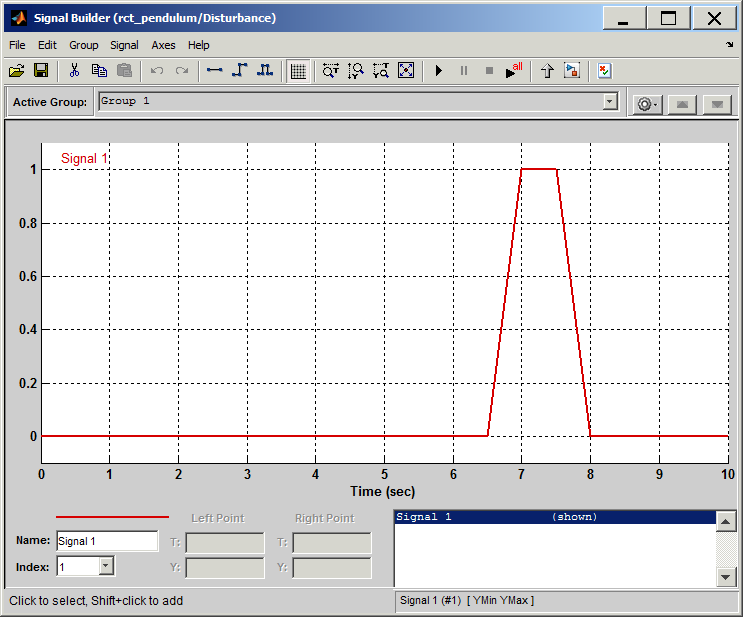 Signal Builder (rct_pendulum/Disturbance)
File Edit Group Signal Axes Help
all
Active Group: Group 1
Signal 1
1
0.8
0.6
0.4
0.2
0
0 1 2 3 4 5 6 7 8 9 10
Time (sec)
Left Point Right Point
Name: Signal 1 T: T:
Index: 1 Y: Y:
Signal 1 (shown)
Click to select, Shift+click to add
Signal 1 (#1) [ YMin YMax ]